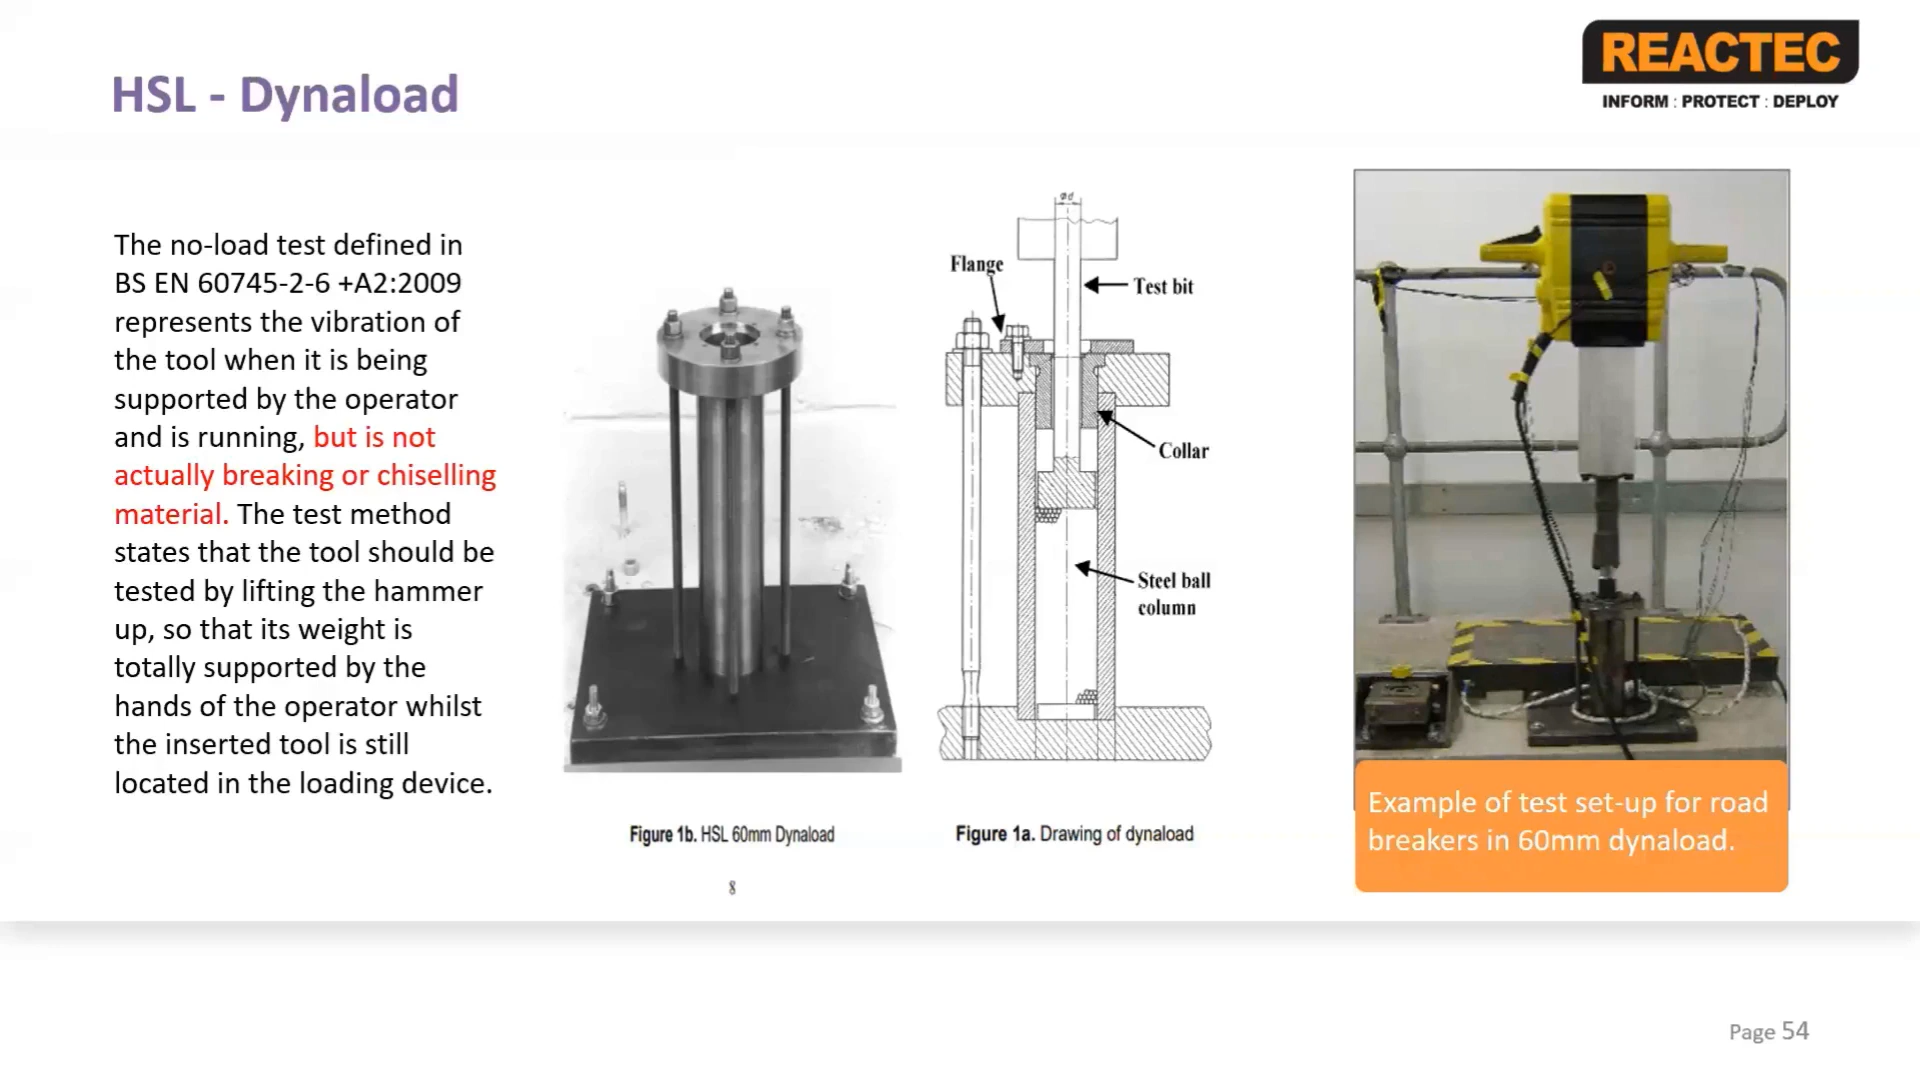 HSL - Dynaload
REACTEC
INFORM : PROTECT : DEPLOY
The no-load test defined in
BS EN 60745-2-6 +A2:2009
represents the vibration of
the tool when it is being
supported by the operator
and is running, but is not
actually breaking or chiselling
material. The test method
states that the tool should be
tested by lifting the hammer
up, so that its weight is
totally supported by the
hands of the operator whilst
the inserted tool is still
located in the loading device.
Figure 1b. HSL 60mm Dynaload
8
Ød
Flange
Test bit
Collar
Steel ball
column
Figure 1a. Drawing of dynaload
Example of test set-up for road
breakers in 60mm dynaload.
Page 54